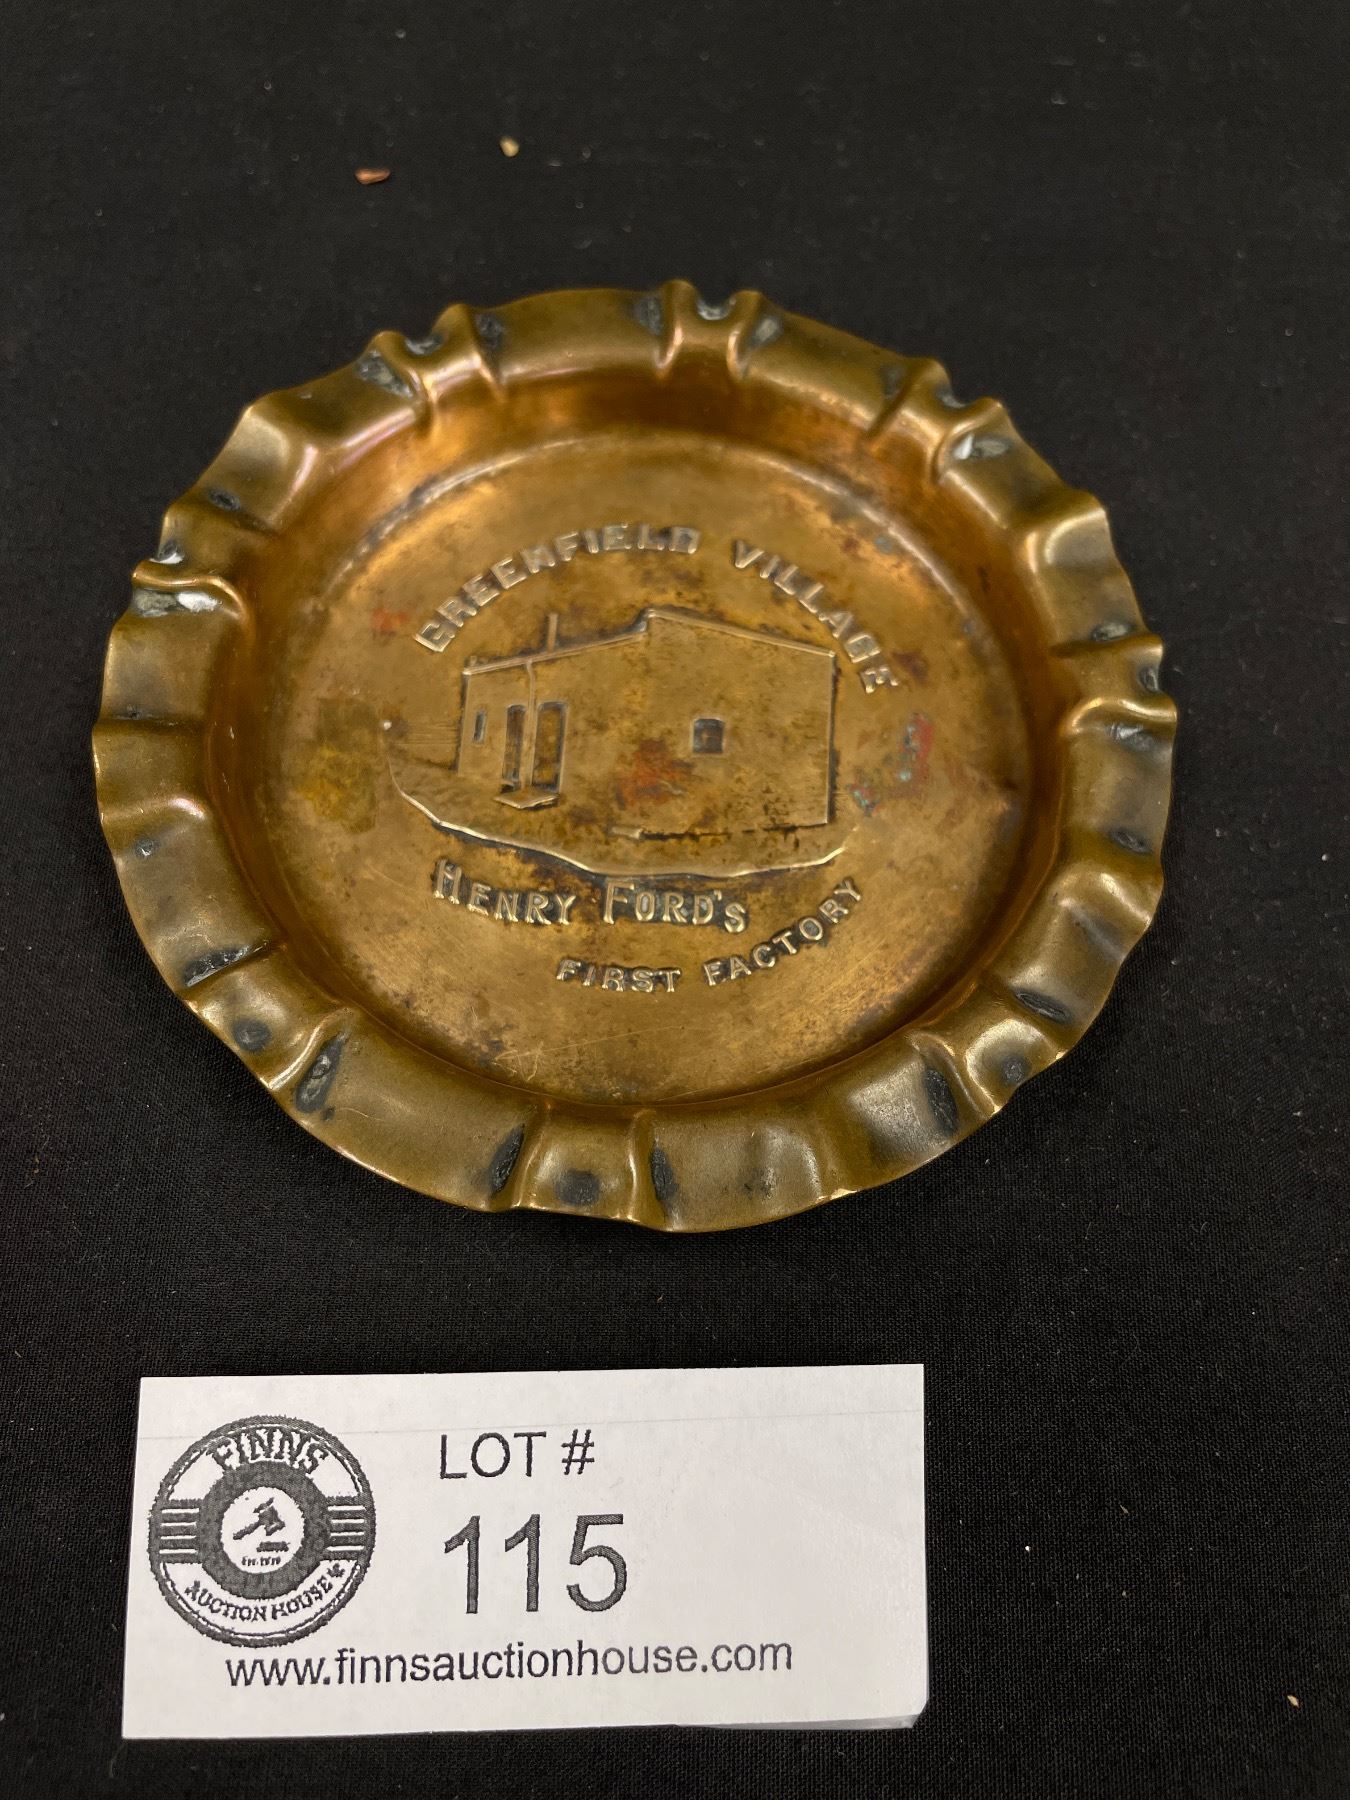 GREENFIELD VILLAGE
HENRY FORD'S
FIRST FACTORY
FINNS
AUCTION HOUSE
LOT #
115
www.finnsauctionhouse.com